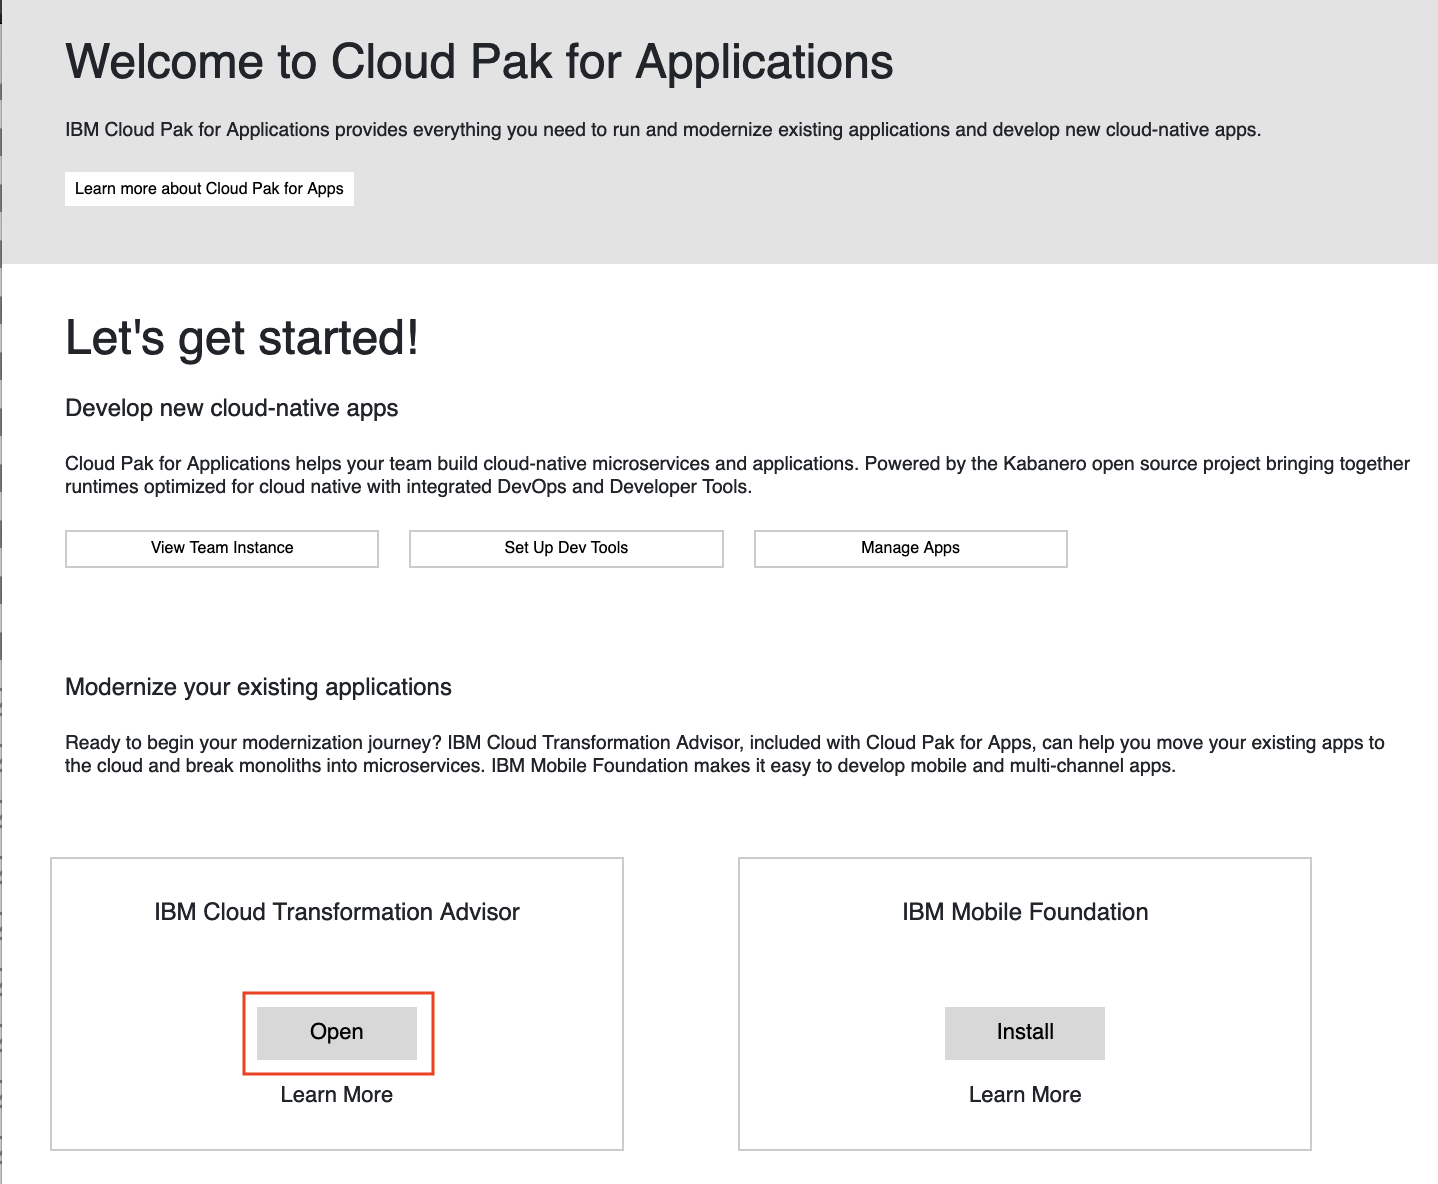 Welcome to Cloud Pak for Applications
IBM Cloud Pak for Applications provides everything you need to run and modernize existing applications and develop new cloud-native apps.
Learn more about Cloud Pak for Apps
Let's get started!
Develop new cloud-native apps
Cloud Pak for Applications helps your team build cloud-native microservices and applications. Powered by the Kabanero open source project bringing together
runtimes optimized for cloud native with integrated DevOps and Developer Tools.
View Team Instance
Set Up Dev Tools
Manage Apps
Modernize your existing applications
Ready to begin your modernization journey? IBM Cloud Transformation Advisor, included with Cloud Pak for Apps, can help you move your existing apps to
the cloud and break monoliths into microservices. IBM Mobile Foundation makes it easy to develop mobile and multi-channel apps.
IBM Cloud Transformation Advisor
Open
Learn More
IBM Mobile Foundation
Install
Learn More